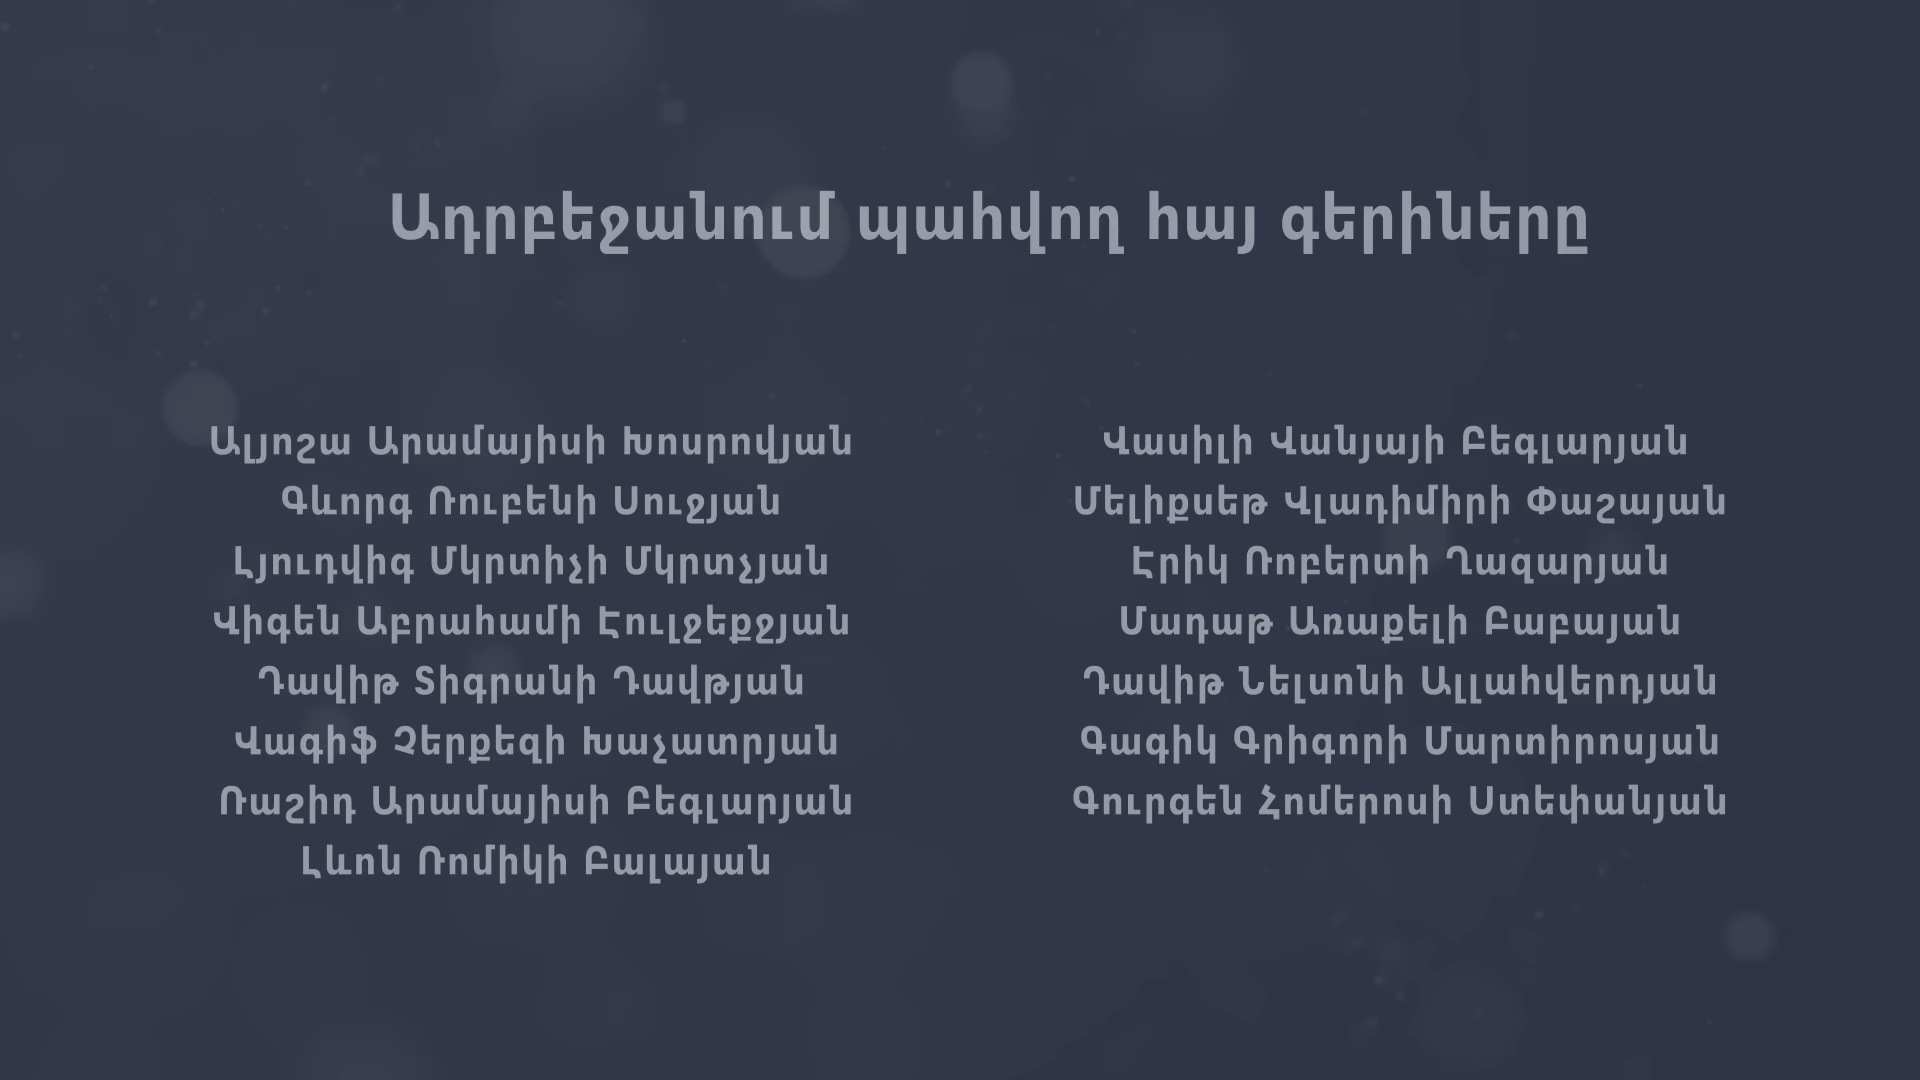 Ադրբեջանում պահվող հայ գերիները
Ալյոշա Արամայիսի Խոսրովյան
Գևորգ Ռուբենի Սուջյան
Լյուդվիգ Մկրտիչի Մկրտչյան
Վիգեն Աբրահամի Էուլջեքջյան
Դավիթ Տիգրանի Դավթյան
Վագիֆ Չերքեզի Խաչատրյան
Ռաշիդ Արամայիսի Բեգլարյան
Լևոն Ռոմիկի Բալայան
Վասիլի Վանյայի Բեգլարյան
Մելիքսեթ Վլադիմիրի Փաշայան
Էրիկ Ռոբերտի Ղազարյան
Մադաթ Առաքելի Բաբայան
Դավիթ Նելսոնի Ալլահվերդյան
Գագիկ Գրիգորի Մարտիրոսյան
Գուրգեն Հոմերոսի Ստեփանյան